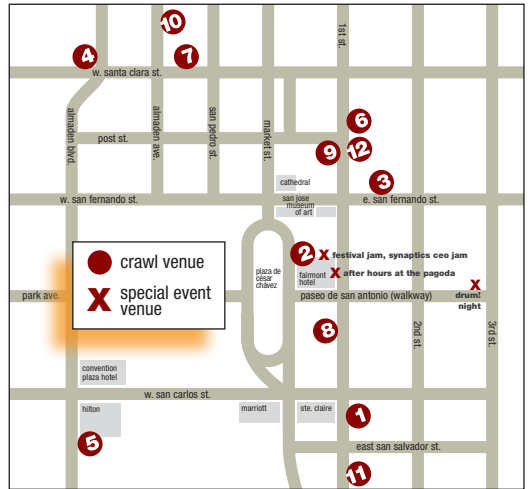 10
1st st.
4
7
w. santa clara st.
almaden blvd.
almaden ave.
san pedro st.
market st.
6
post st.
9
12
cathedral
3
w. san fernando st.
san jose
museum
of art
e. san fernando st.
2
X festival jam, synaptics ceo jam
crawl venue
X special event
venue
plaza de
césar
chávez
fairmont
hotel
X after hours at the pagoda
X
drum!
night
park ave.
paseo de san antonio (walkway)
8
2nd st.
3rd st.
convention
plaza hotel
w. san carlos st.
hilton
marriott
ste. claire
1
5
east san salvador st.
11